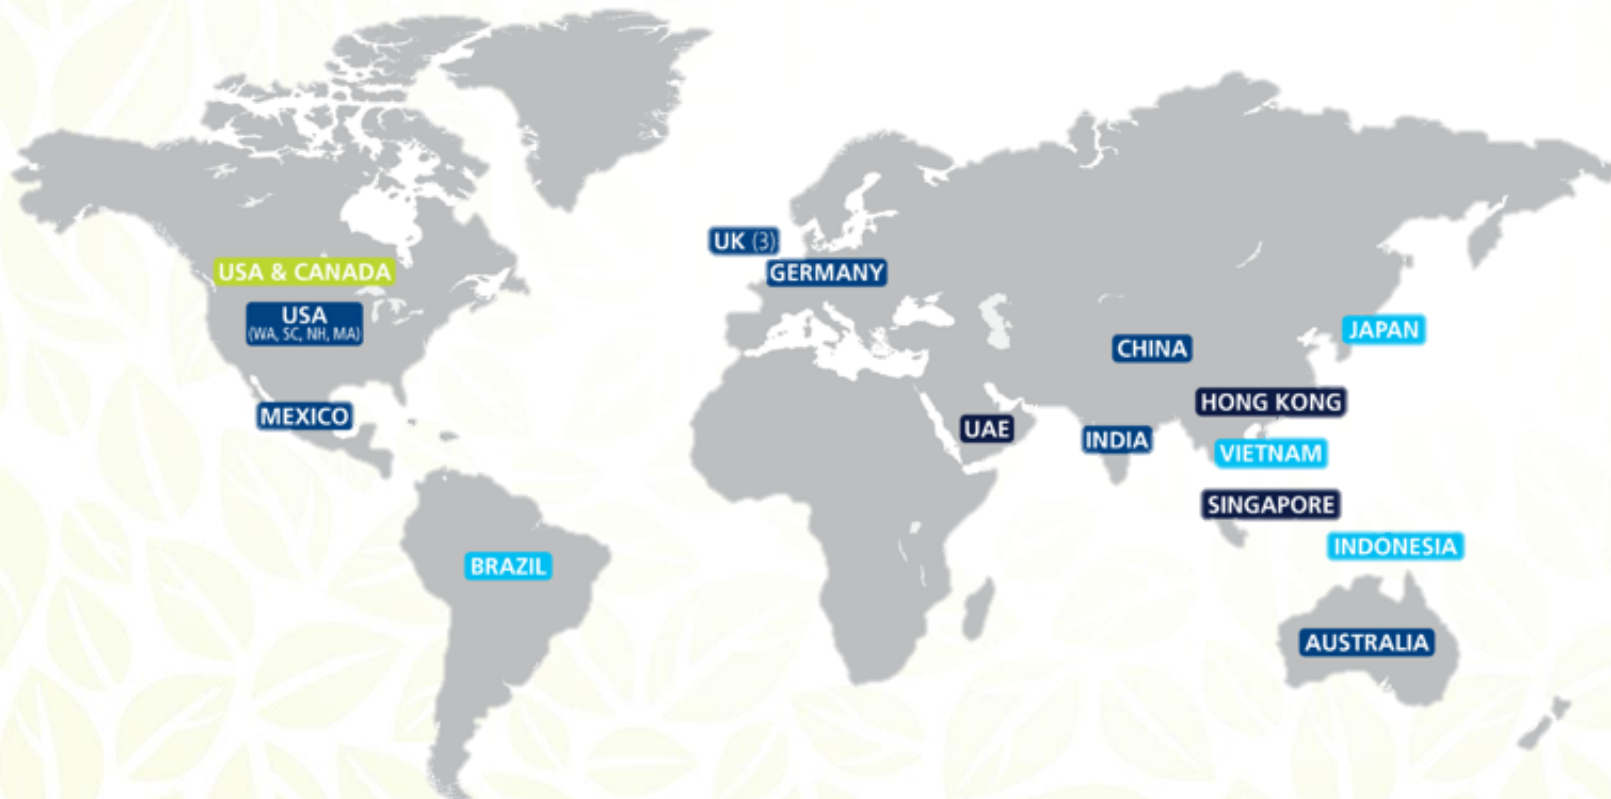 UK (3)
USA & CANADA
GERMANY
USA
(WA, SC, NH, MA)
JAPAN
CHINA
HONG KONG
MEXICO
UAE
INDIA
VIETNAM
SINGAPORE
INDONESIA
BRAZIL
AUSTRALIA